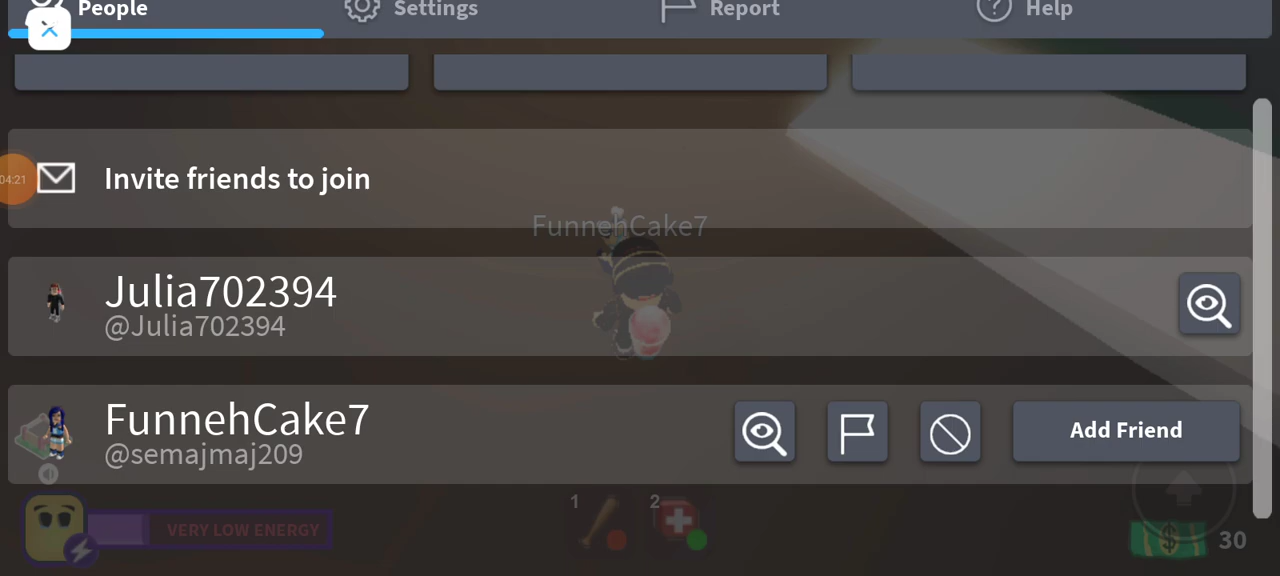 People
Settings
Report
Help
04:21
Invite friends to join
FunnehCake7
Julia702394
@Julia702394
FunnehCake7
@semajmaj209
Add Friend
VERY LOW ENERGY
1
2
30